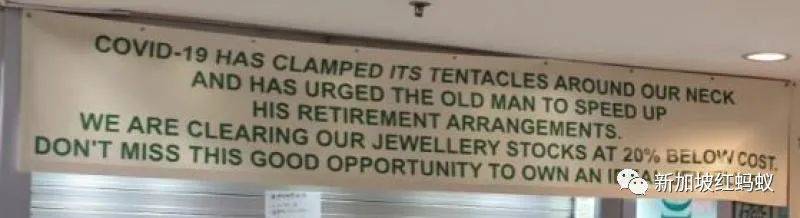 COVID-19 HAS CLAMPED ITS TENTACLES AROUND OUR NECK
AND HAS URGED THE OLD MAN TO SPEED UP
HIS RETIREMENT ARRANGEMENTS.
WE ARE CLEARING OUR JEWELLERY STOCKS AT 20% BELOW COST.
DON'T MISS THIS GOOD OPPORTUNITY TO OWN AN
新加坡红蚂蚁